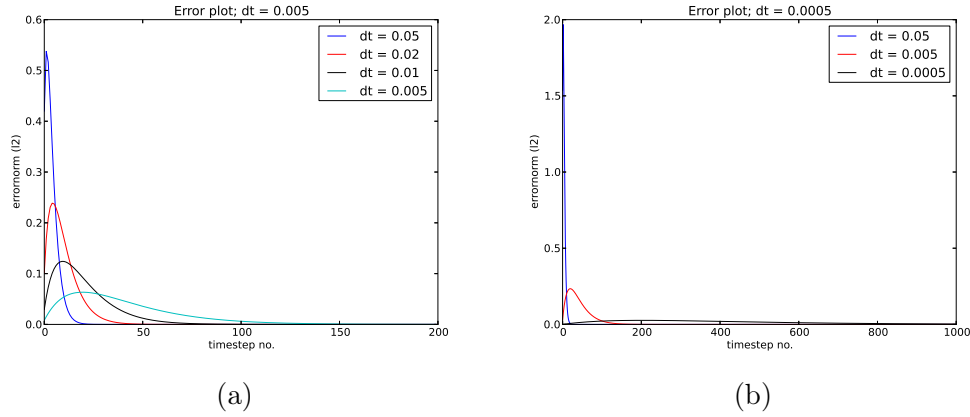 Error plot; dt = 0.005
0.6
0.5
0.4
0.3
0.2
0.1
0.0
errornorm (l2)
0
50
100
150
200
timestep no.
dt = 0.05
dt = 0.02
dt = 0.01
dt = 0.005
(a)
Error plot; dt = 0.0005
2.0
1.5
1.0
0.5
0.0
errornorm (l2)
0
200
400
600
800
1000
timestep no.
dt = 0.05
dt = 0.005
dt = 0.0005
(b)